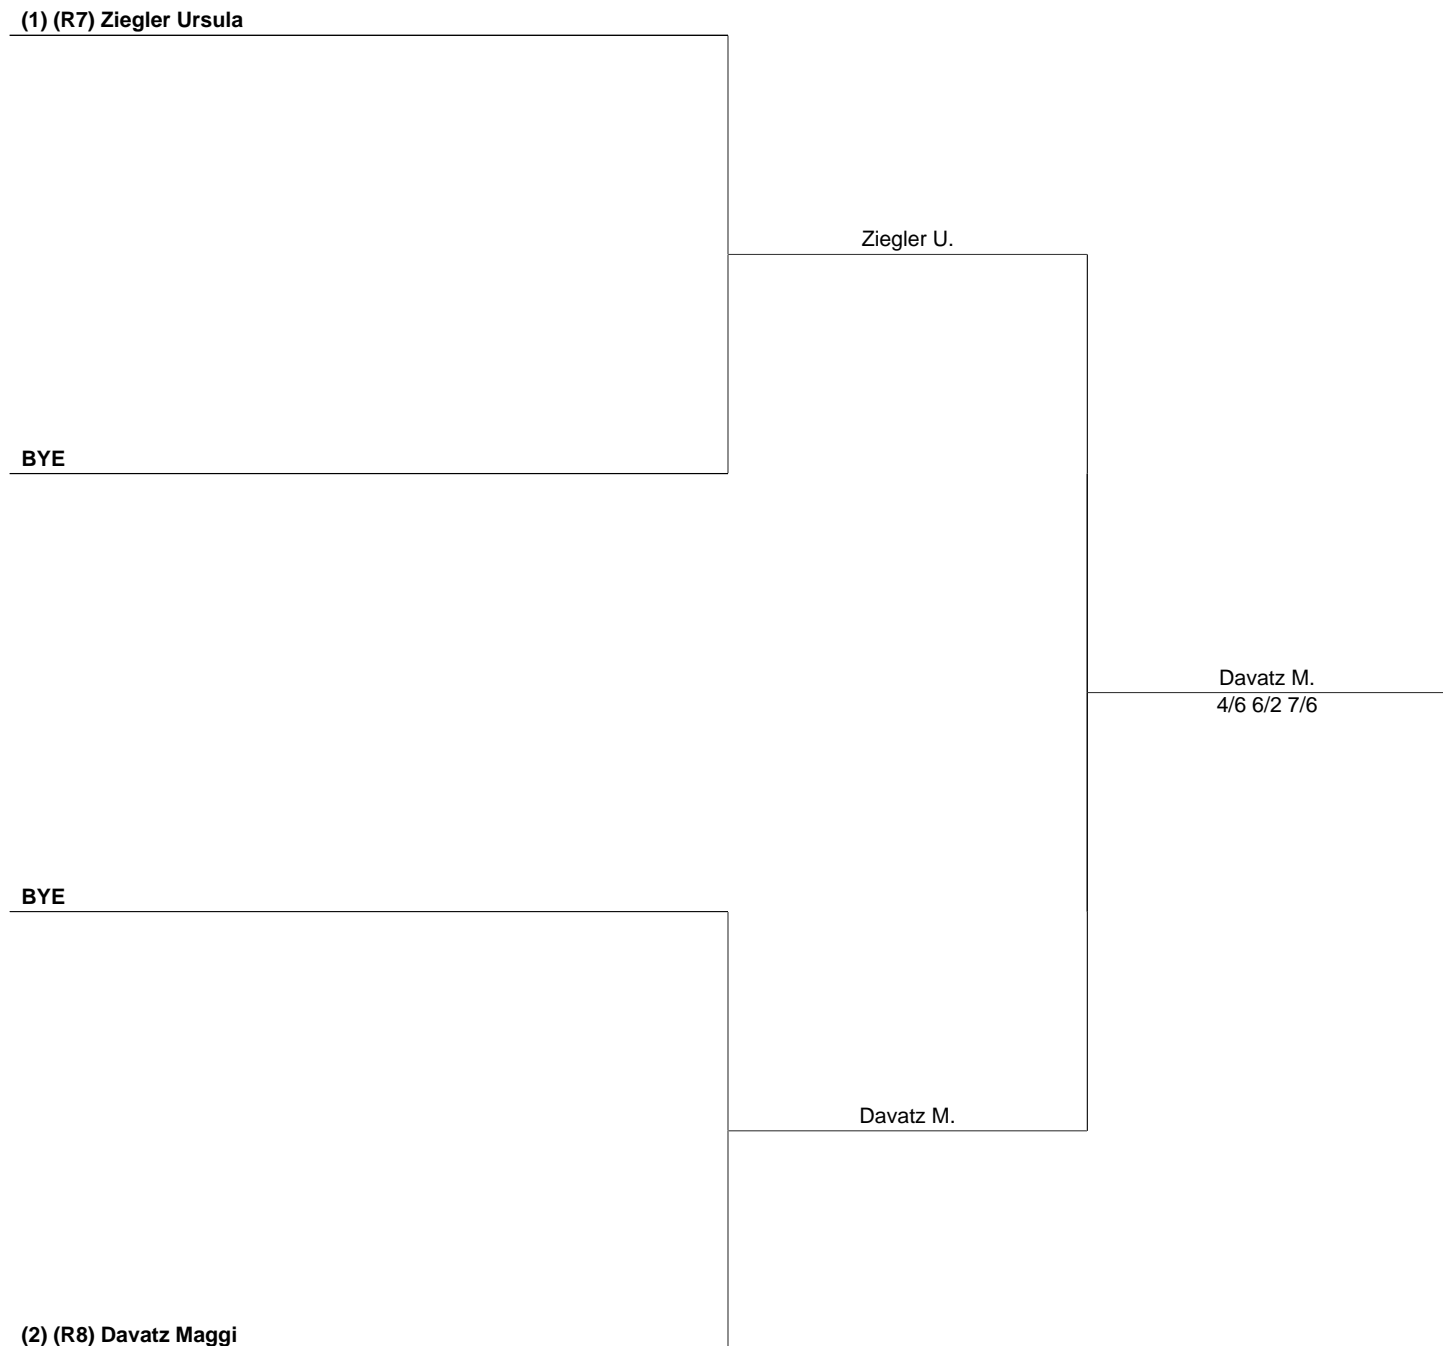 (1) (R7) Ziegler Ursula
Ziegler U.
BYE
Davatz M.
4/6 6/2 7/6
BYE
Davatz M.
(2) (R8) Davatz Maggi